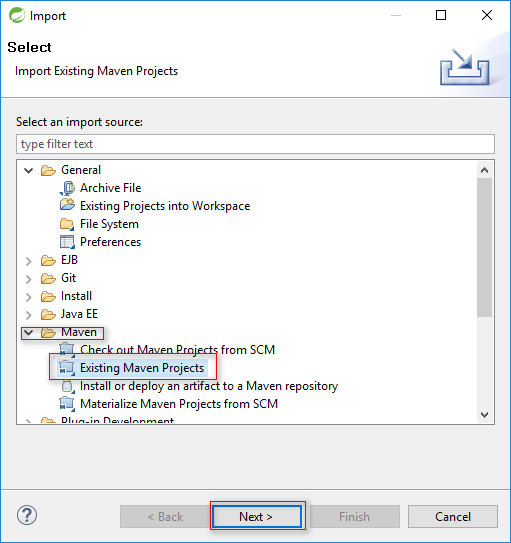 Import
Select
Import Existing Maven Projects
Select an import source:
type filter text
General
Archive File
Existing Projects into Workspace
File System
Preferences
EJB
Git
Install
Java EE
Maven
Check out Maven Projects from SCM
Existing Maven Projects
Install or deploy an artifact to a Maven repository
Materialize Maven Projects from SCM
Plug-in Development
? < Back Next > Finish Cancel